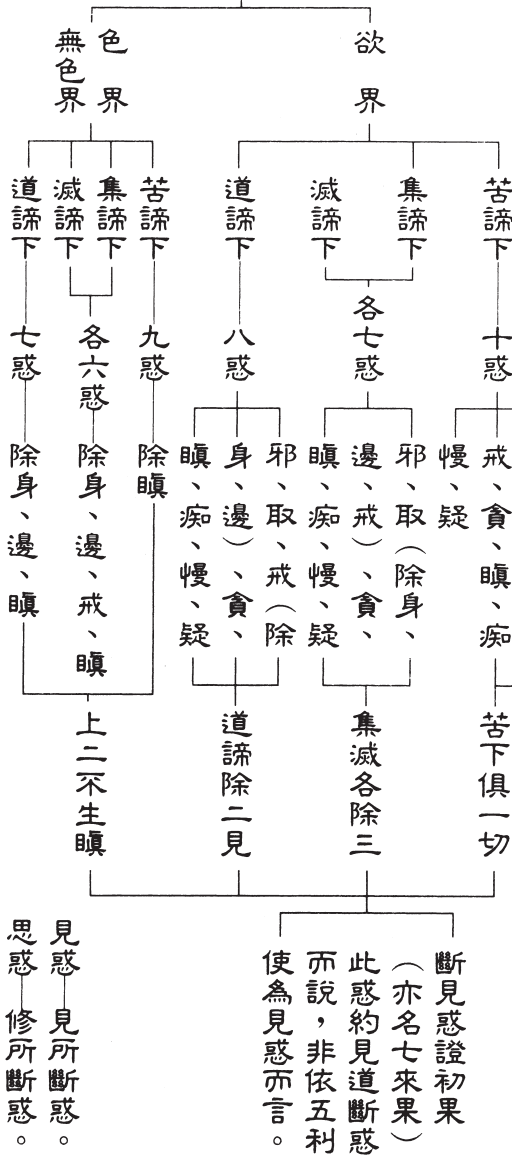 欲界
色界
無色界
苦諦下
集諦下
滅諦下
道諦下
苦諦下
集諦下
滅諦下
道諦下
十惑
各七惑
八惑
九惑
各六惑
七惑
戒、貪、瞋、痴
慢、疑
邪、取（除身、
邊、戒）、貪、
瞋、痴、慢、疑
邪、取、戒（除
身、邊）、貪、
瞋、痴、慢、疑
除瞋
除身、邊、戒、瞋
除身、邊、瞋
苦下俱一切
集滅各除三
道諦除二見
上二不生瞋
斷見惑證初果
（亦名七來果）
此惑約見道斷惑
而說，非依五利
使為見惑而言。
見惑—見所斷惑。
思惑—修所斷惑。